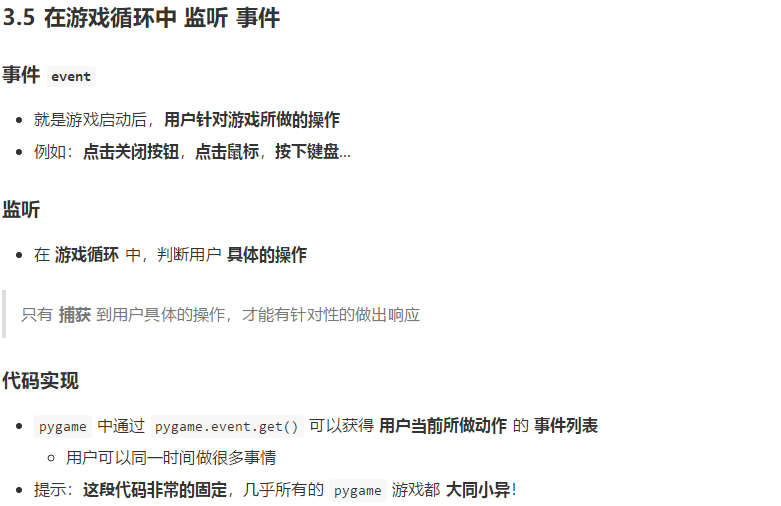 3.5 在游戏循环中 监听 事件
事件 event
就是游戏启动后，用户针对游戏所做的操作
例如：点击关闭按钮，点击鼠标，按下键盘...
监听
在 游戏循环 中，判断用户 具体的操作
只有 捕获 到用户具体的操作，才能有针对性的做出响应
代码实现
pygame 中通过 pygame.event.get() 可以获得 用户当前所做动作 的 事件列表
用户可以同一时间做很多事情
提示：这段代码非常的固定，几乎所有的 pygame 游戏都 大同小异！